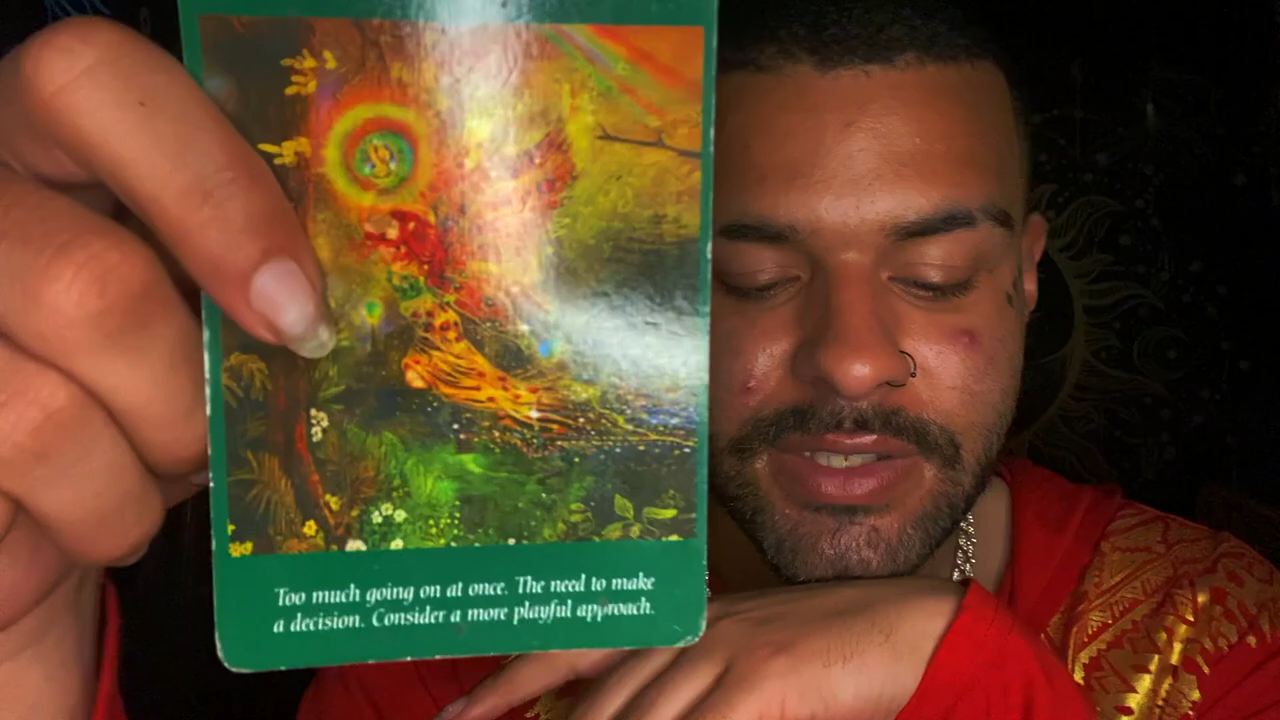 Too much going on at once. The need to make
a decision. Consider a more playful approach.